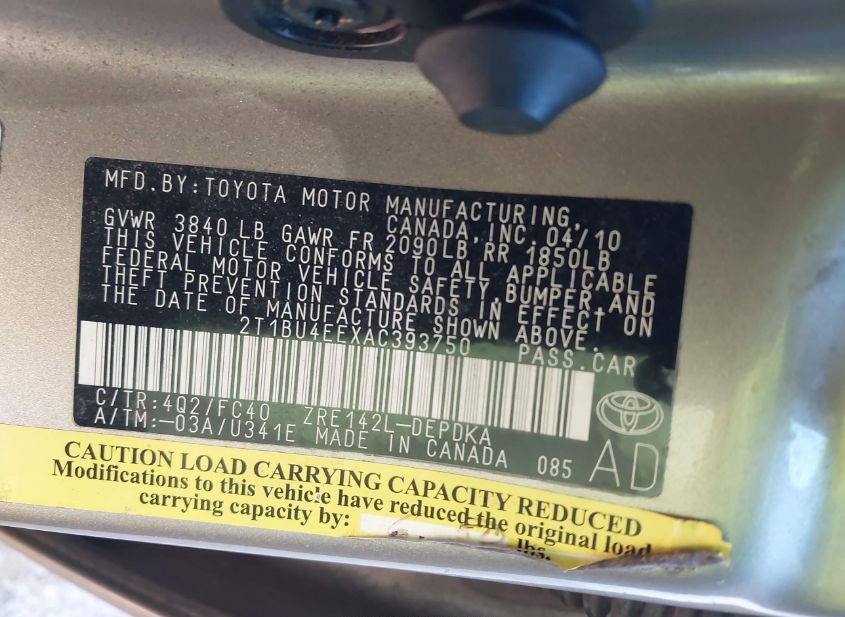 MFD.BY:TOYOTA MOTOR MANUFACTURING,
CANADA, INC. 04/10
GVWR 3840 LB GAWR FR 2090LB RR 1850LB
THIS VEHICLE CONFORMS TO ALL APPLICABLE
FEDERAL MOTOR VEHICLE SAFETY, BUMPER, AND
THEFT PREVENTION STANDARDS IN EFFECT ON
THE DATE OF MANUFACTURE SHOWN ABOVE.
2T1BU4EEXAC393750 PASS.CAR
C/TR:4Q2/FC40 ZRE142L-DEPDKA
A/TM:-03A/U341E MADE IN CANADA 085 AD
CAUTION LOAD CARRYING CAPACITY REDUCED
Modifications to this vehicle have reduced the original load
carrying capacity by: lbs.